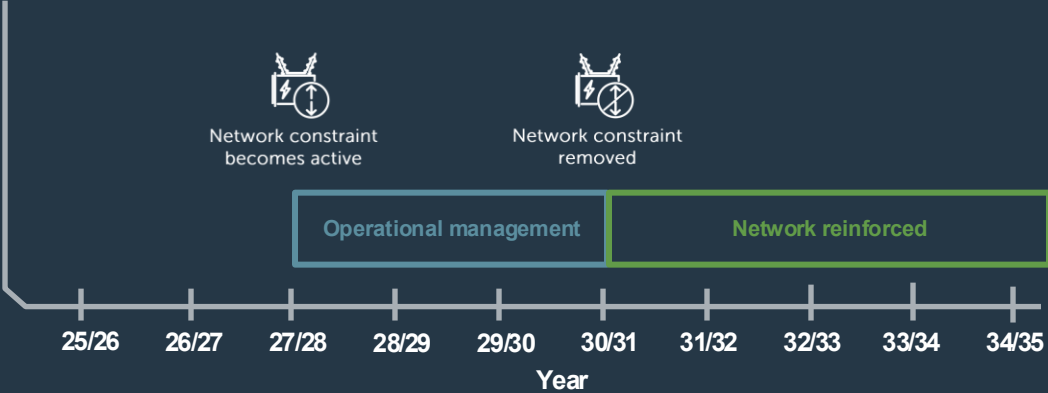 Network constraint
becomes active
Network constraint
removed
Operational management
Network reinforced
25/26 26/27 27/28 28/29 29/30 30/31 31/32 32/33 33/34 34/35
Year